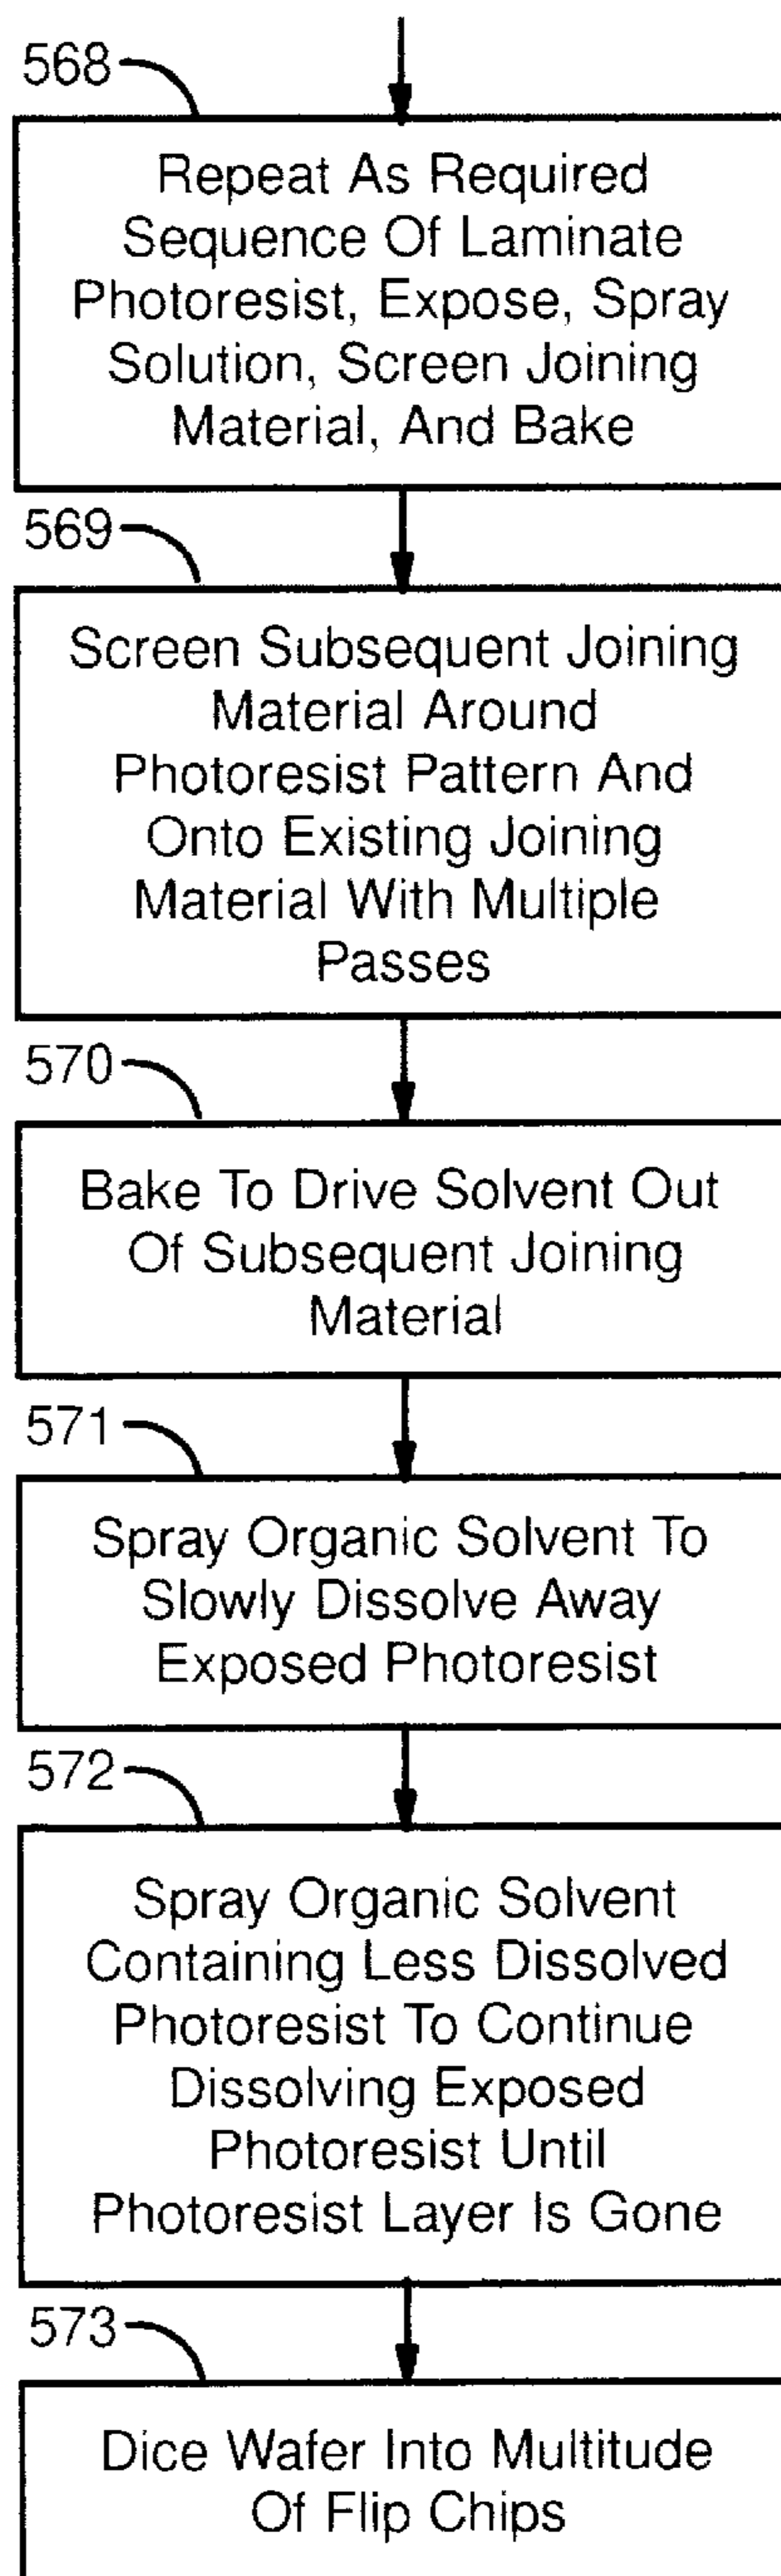 568
Repeat As Required
Sequence Of Laminate
Photoresist, Expose, Spray
Solution, Screen Joining
Material, And Bake
569
Screen Subsequent Joining
Material Around
Photoresist Pattern And
Onto Existing Joining
Material With Multiple
Passes
570
Bake To Drive Solvent Out
Of Subsequent Joining
Material
571
Spray Organic Solvent To
Slowly Dissolve Away
Exposed Photoresist
572
Spray Organic Solvent
Containing Less Dissolved
Photoresist To Continue
Dissolving Exposed
Photoresist Until
Photoresist Layer Is Gone
573
Dice Wafer Into Multitude
Of Flip Chips